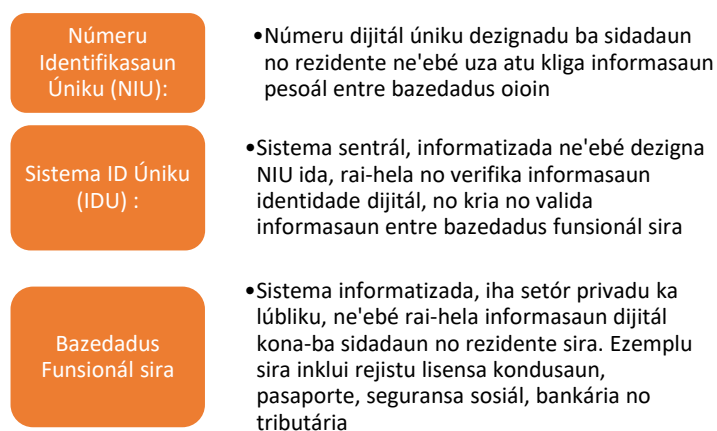 Númeru
Identifikasaun
Úniku (NIU):
•Númeru dijitál úniku dezignadu ba sidadaun
no rezidente ne'ebé uza atu kliga informasaun
pesoál entre bazedadus oioin
Sistema ID Úniku
(IDU) :
•Sistema sentrál, informatizada ne'ebé dezigna
NIU ida, rai-hela no verifika informasaun
identidade dijitál, no kria no valida
informasaun entre bazedadus funsionál sira
Bazedadus
Funsionál sira
•Sistema informatizada, iha setór privadu ka
lúbliku, ne'ebé rai-hela informasaun dijitál
kona-ba sidadaun no rezidente sira. Ezemplu
sira inklui rejistu lisensa kondusaun,
pasaporte, seguransa sosiál, bankária no
tributária